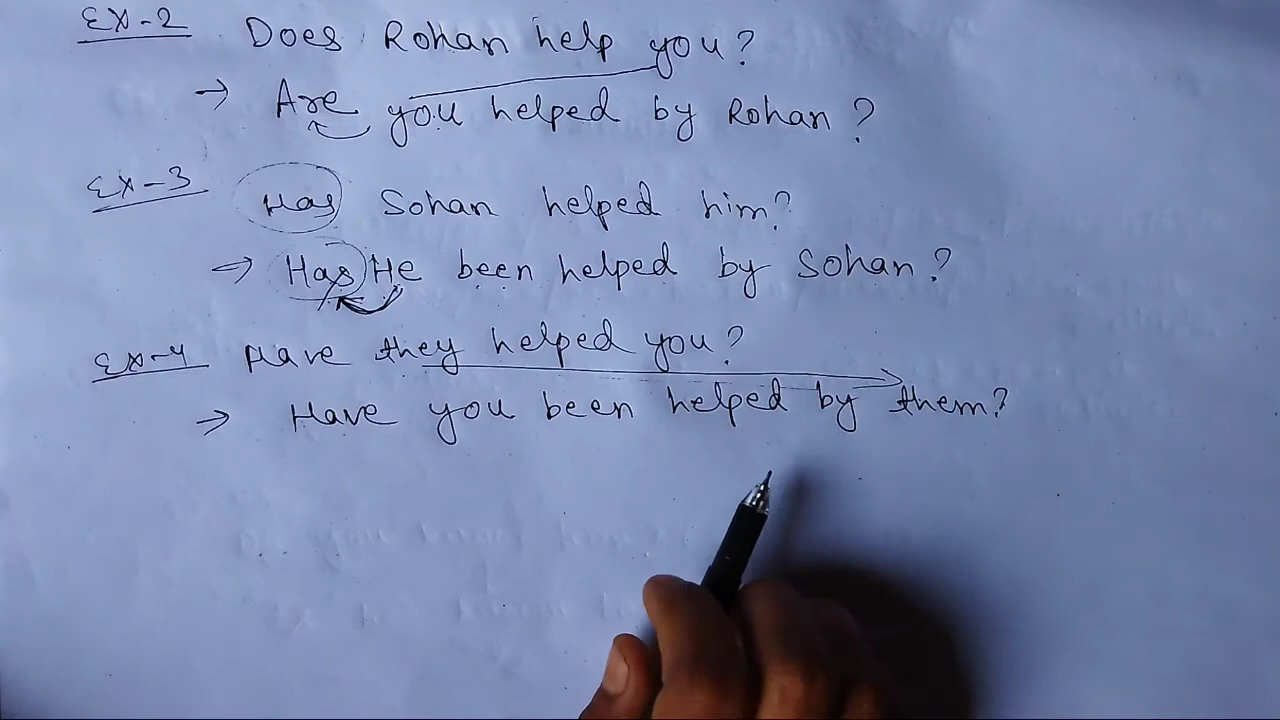 Ex-2 Does Rohan help you?
→ Are you helped by Rohan?
Ex-3 Has Sohan helped him?
→ Has He been helped by Sohan?
Ex-4 Have they helped you?
→ Have you been helped by them?